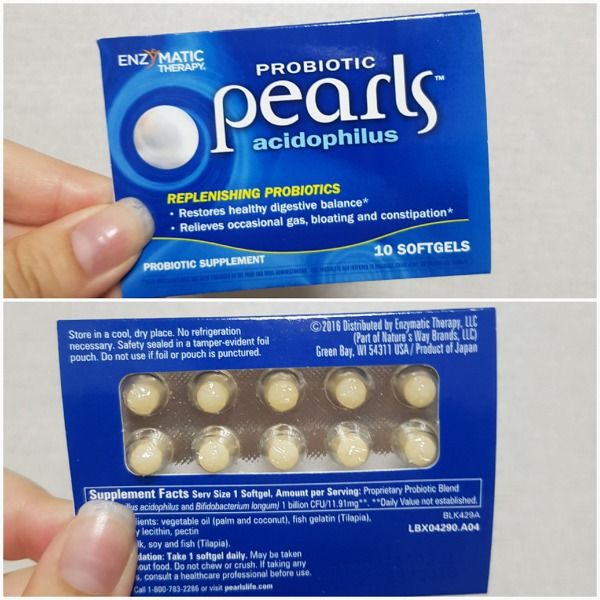 ENZYMATIC
THERAPY.
PROBIOTIC
pearls™
acidophilus
REPLENISHING PROBIOTICS
• Restores healthy digestive balance*
• Relieves occasional gas, bloating and constipation*
PROBIOTIC SUPPLEMENT
10 SOFTGELS
Store in a cool, dry place. No refrigeration
necessary. Safety sealed in a tamper-evident foil
pouch. Do not use if foil or pouch is punctured.
©2016 Distributed by Enzymatic Therapy, LLC
(Part of Nature's Way Brands, LLC)
Green Bay, WI 54311 USA / Product of Japan
Supplement Facts Serv Size 1 Softgel, Amount per Serving: Proprietary Probiotic Blend
acidophilus and Bifidobacterium longum) 1 billion CFU/11.91mg**. **Daily Value not established.
BLK429A
LBX04290.A04
ients: vegetable oil (palm and coconut), fish gelatin (Tilapia),
lecithin, pectin
soy and fish (Tilapia).
dation: Take 1 softgel daily. May be taken
out food. Do not chew or crush. If taking any
consult a healthcare professional before use.
Call 1-800-783-2286 or visit pearlslife.com